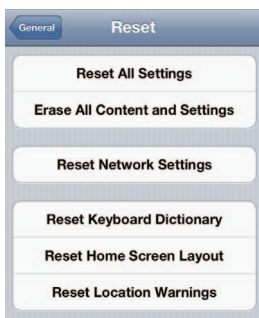 General
Reset
Reset All Settings
Erase All Content and Settings
Reset Network Settings
Reset Keyboard Dictionary
Reset Home Screen Layout
Reset Location Warnings